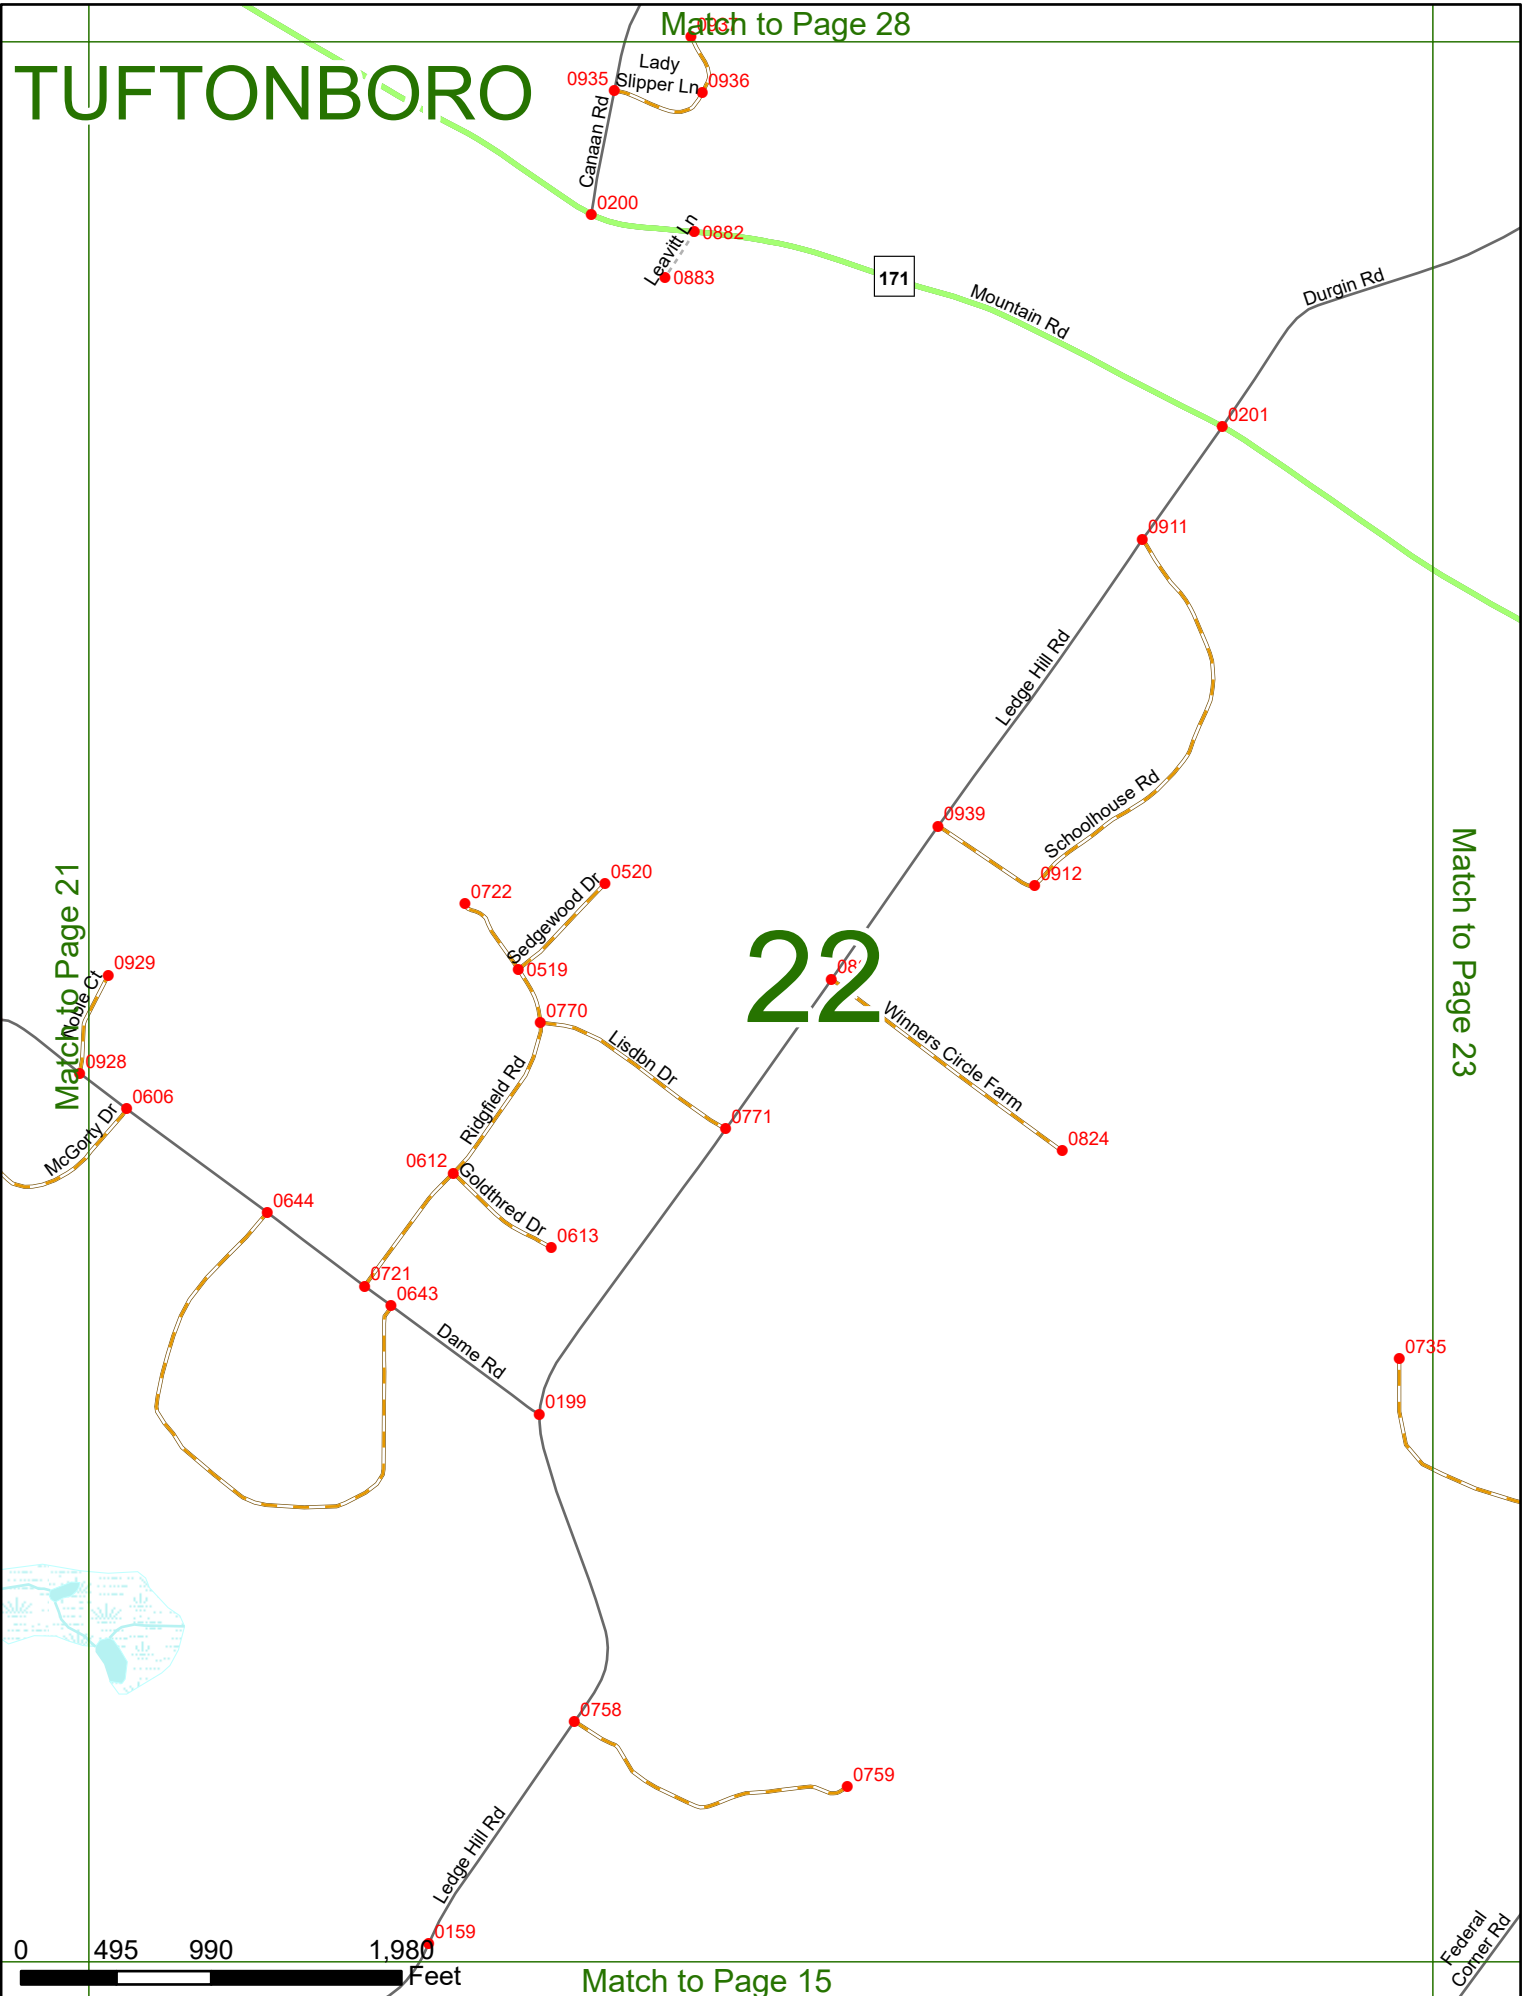 Match to Page 28
0937
TUFTONBORO
Lady
Slipper Ln
0935
0936
Canaan Rd
0200
Leavitt Ln
0882
0883
171
Mountain Rd
Durgin Rd
0201
0911
Ledge Hill Rd
Schoolhouse Rd
0939
0912
Match to Page 21
Match to Page 23
0722
Sedgewood Dr
0520
0519
22
0929
Noble Ct
0770
Lisdbn Dr
Winners Circle Farm
0928
0606
McGorty Dr
Ridgfield Rd
0771
0824
0612
Goldthred Dr
0613
0644
0721
0643
Dame Rd
0735
0199
0758
0759
Ledge Hill Rd
0159
0 495 990 1,980
Feet
Match to Page 15
Federal
Corner Rd